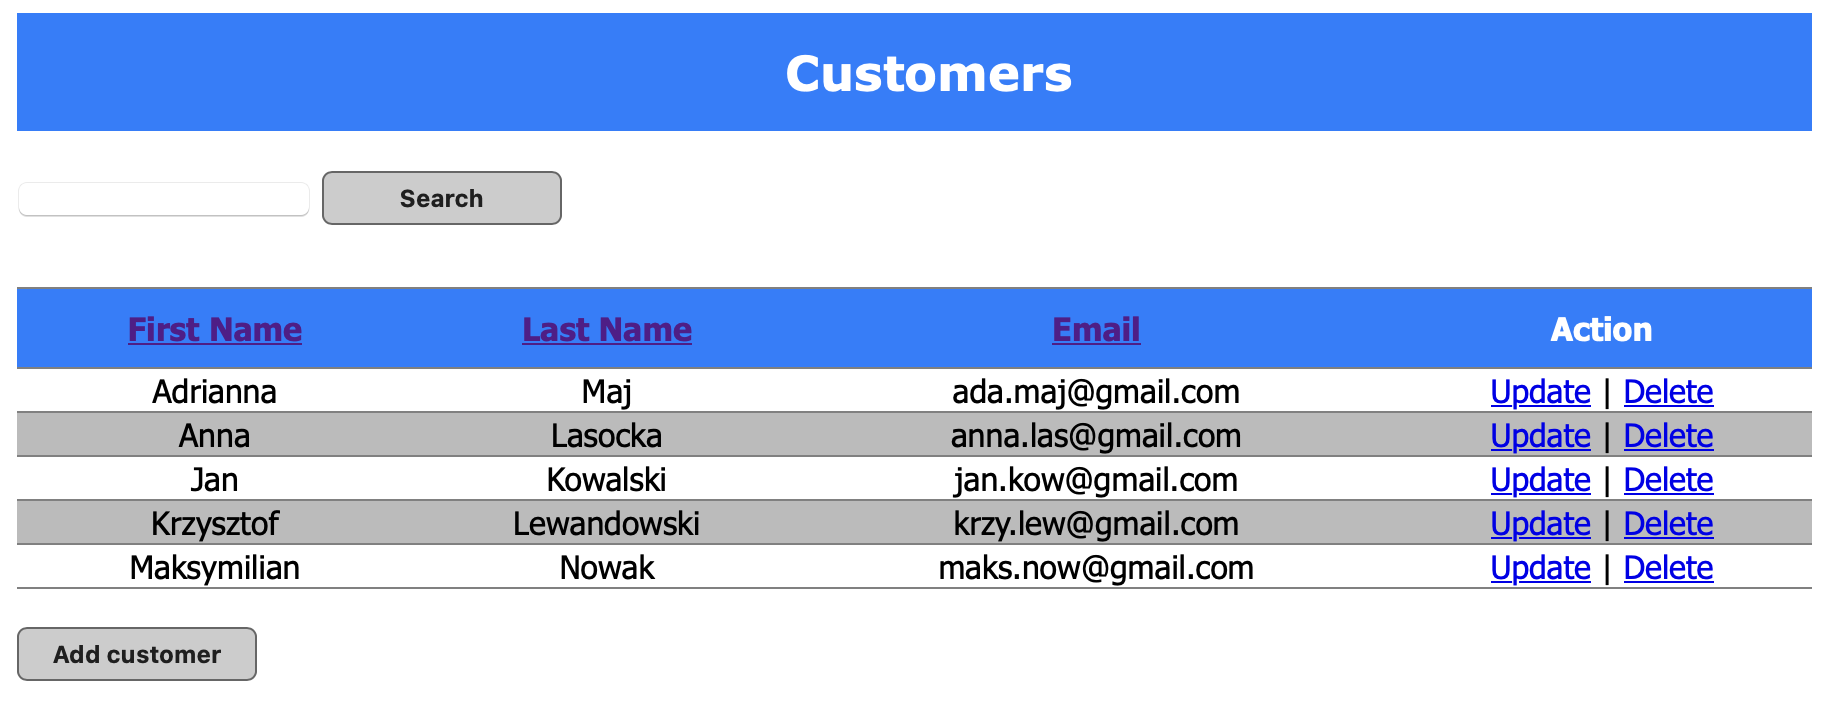 Customers
Search
First Name Last Name Email Action
Adrianna Maj ada.maj@gmail.com Update | Delete
Anna Lasocka anna.las@gmail.com Update | Delete
Jan Kowalski jan.kow@gmail.com Update | Delete
Krzysztof Lewandowski krzy.lew@gmail.com Update | Delete
Maksymilian Nowak maks.now@gmail.com Update | Delete
Add customer